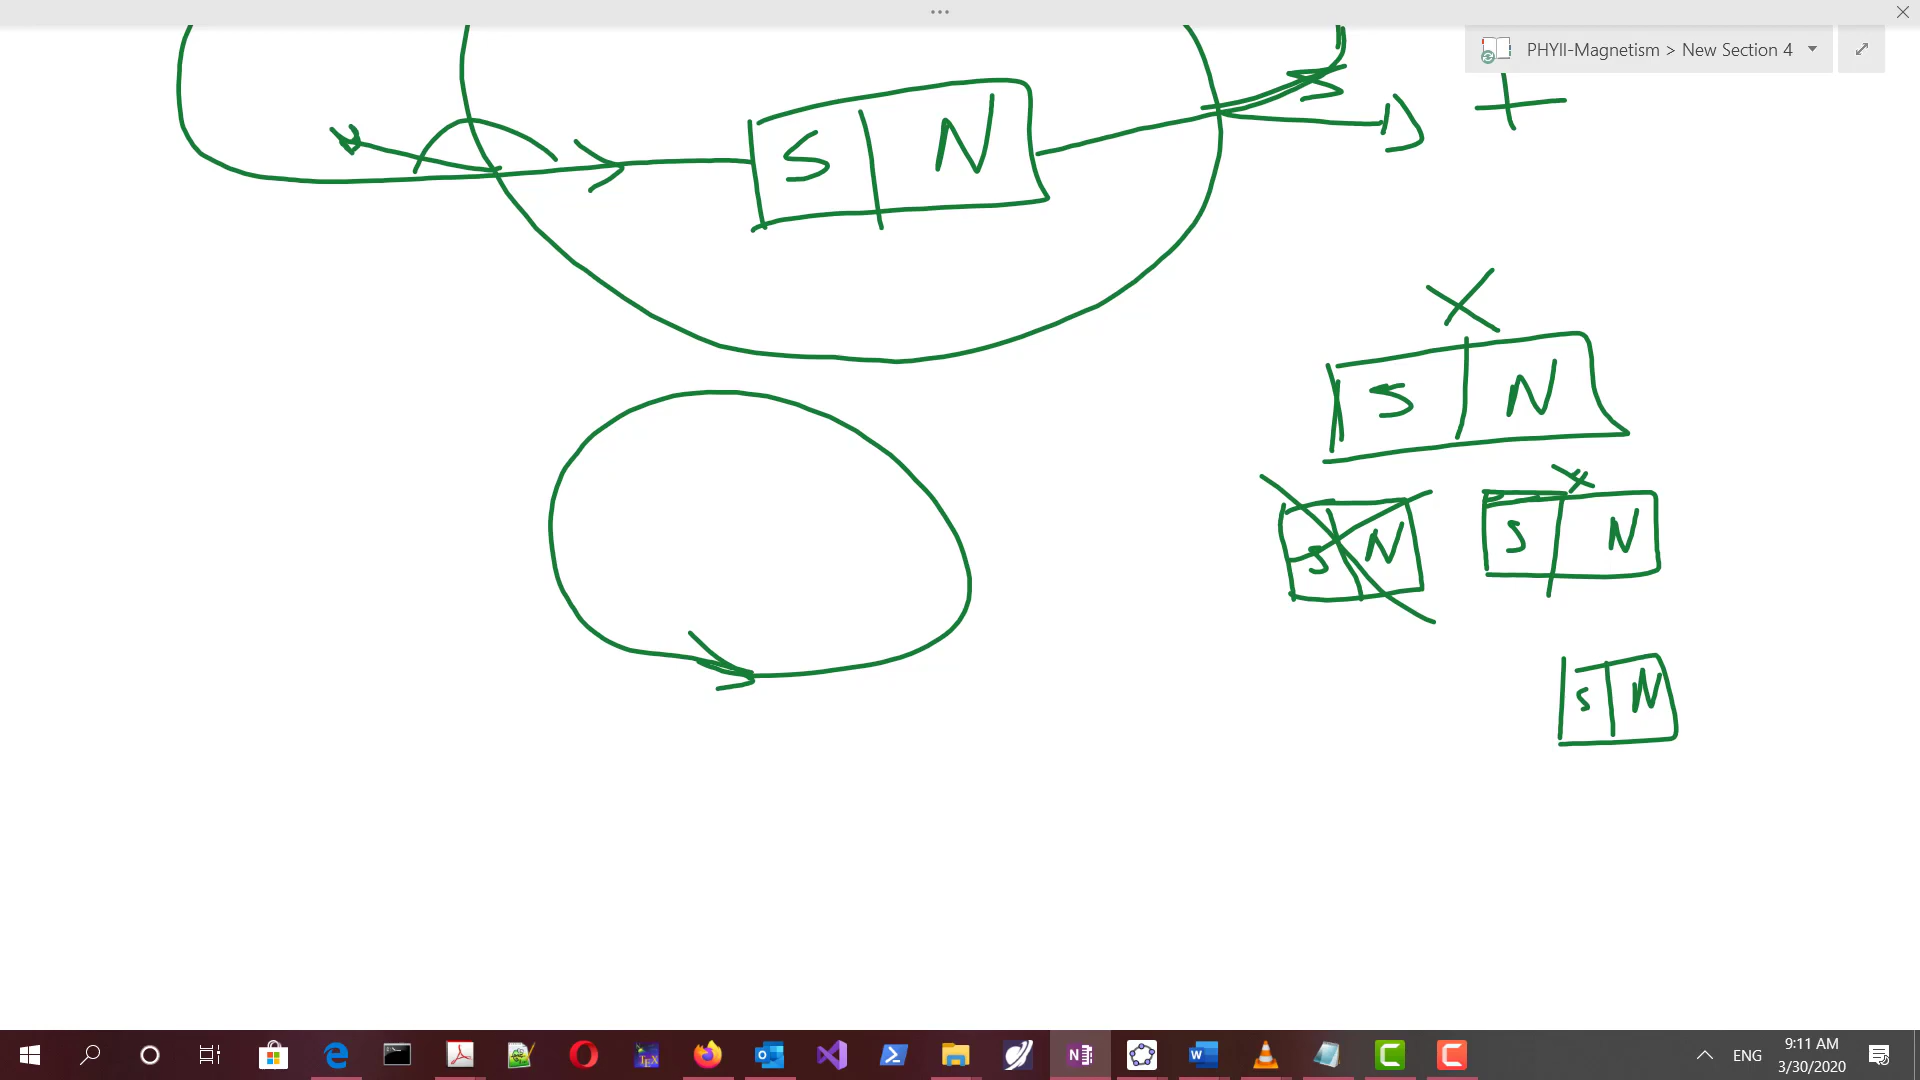 PHYII-Magnetism > New Section 4
S N
S N
S N
S N
S N
ENG
9:11 AM
3/30/2020